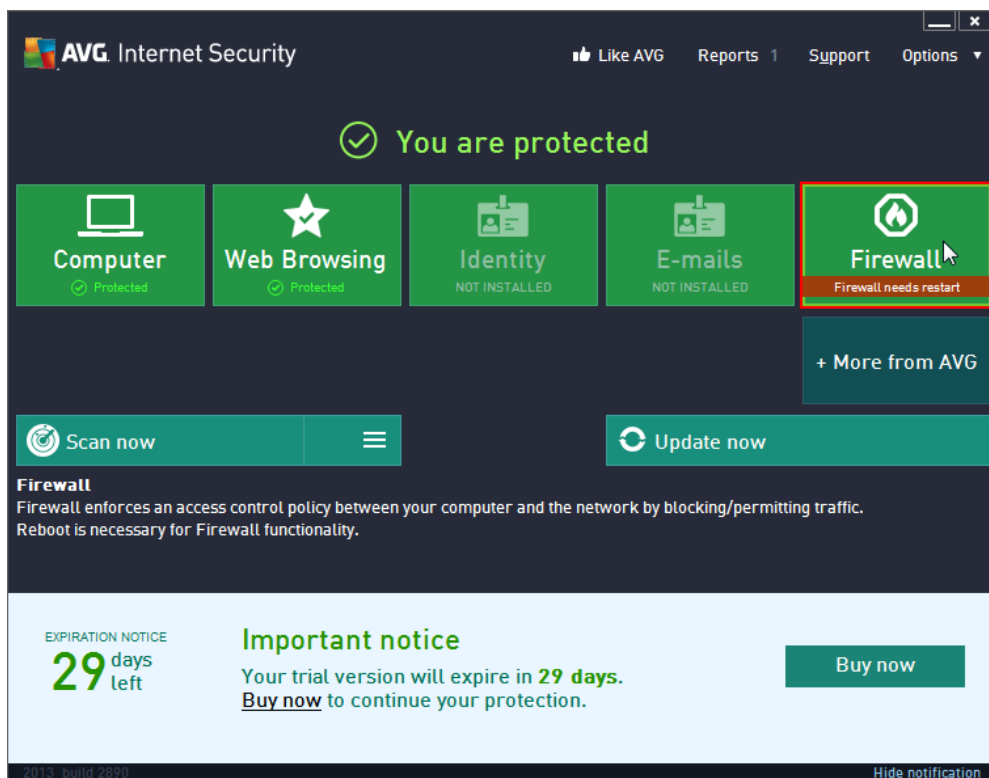 AVG. Internet Security
Like AVG Reports 1 Support Options
You are protected
Computer
Protected
Web Browsing
Protected
Identity
NOT INSTALLED
E-mails
NOT INSTALLED
Firewall
Firewall needs restart
+ More from AVG
Scan now
Update now
Firewall
Firewall enforces an access control policy between your computer and the network by blocking/permitting traffic.
Reboot is necessary for Firewall functionality.
EXPIRATION NOTICE
29 days left
Important notice
Your trial version will expire in 29 days.
Buy now to continue your protection.
Buy now
2013 build 2890
Hide notification